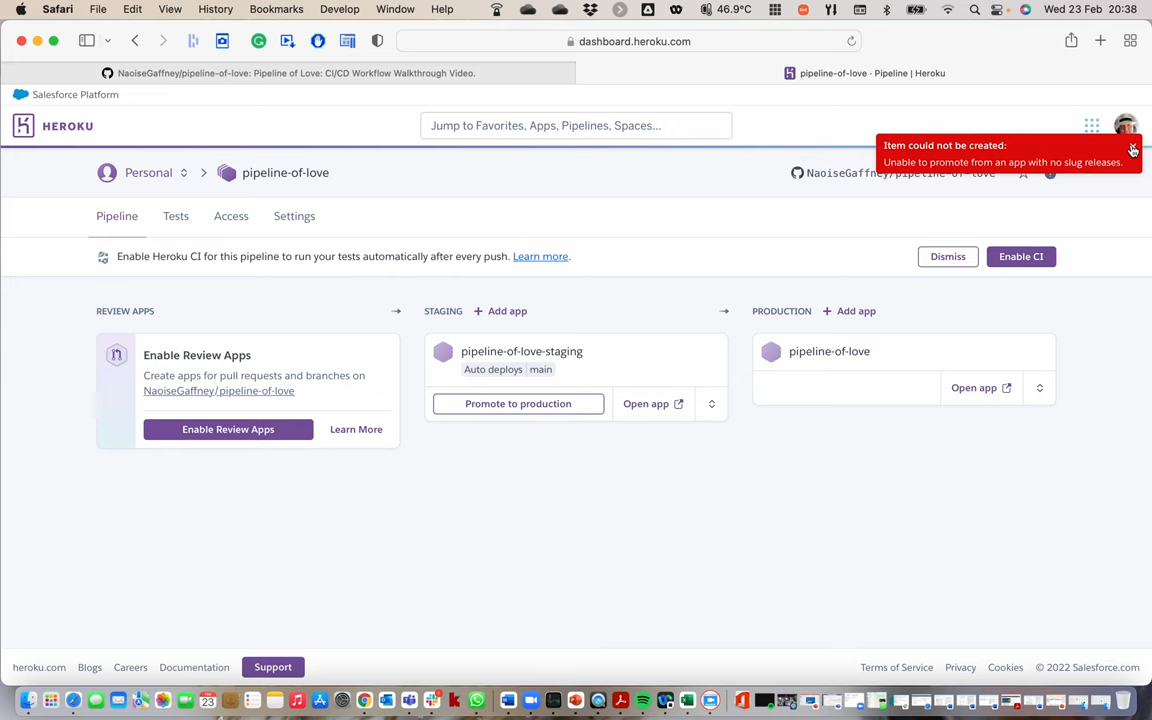 Safari File Edit View History Bookmarks Develop Window Help 46.9°C Wed 23 Feb 20:38
dashboard.heroku.com
NaoiseGaffney/pipeline-of-love: Pipeline of Love: CI/CD Workflow Walkthrough Video.
pipeline-of-love · Pipeline | Heroku
Salesforce Platform
HEROKU
Jump to Favorites, Apps, Pipelines, Spaces...
Item could not be created:
Unable to promote from an app with no slug releases.
Personal
pipeline-of-love
NaoiseGaffney/pipeline-of-love
Pipeline
Tests
Access
Settings
Enable Heroku CI for this pipeline to run your tests automatically after every push. Learn more.
Dismiss
Enable CI
REVIEW APPS
STAGING
+ Add app
PRODUCTION
+ Add app
Enable Review Apps
Create apps for pull requests and branches on
NaoiseGaffney/pipeline-of-love
Enable Review Apps
Learn More
pipeline-of-love-staging
Auto deploys main
Promote to production
Open app
pipeline-of-love
Open app
heroku.com
Blogs
Careers
Documentation
Support
Terms of Service
Privacy
Cookies
© 2022 Salesforce.com